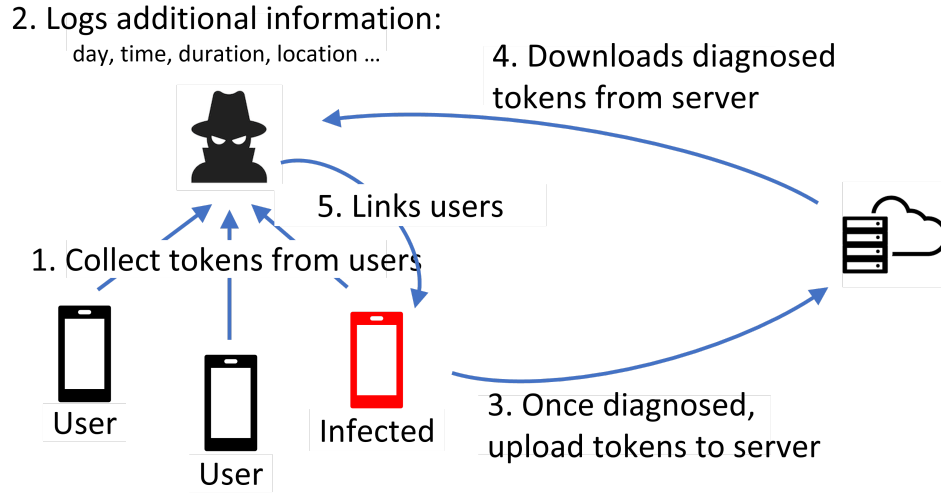 2. Logs additional information:
day, time, duration, location ...
4. Downloads diagnosed
tokens from server
5. Links users
1. Collect tokens from users
User
User
Infected
3. Once diagnosed,
upload tokens to server